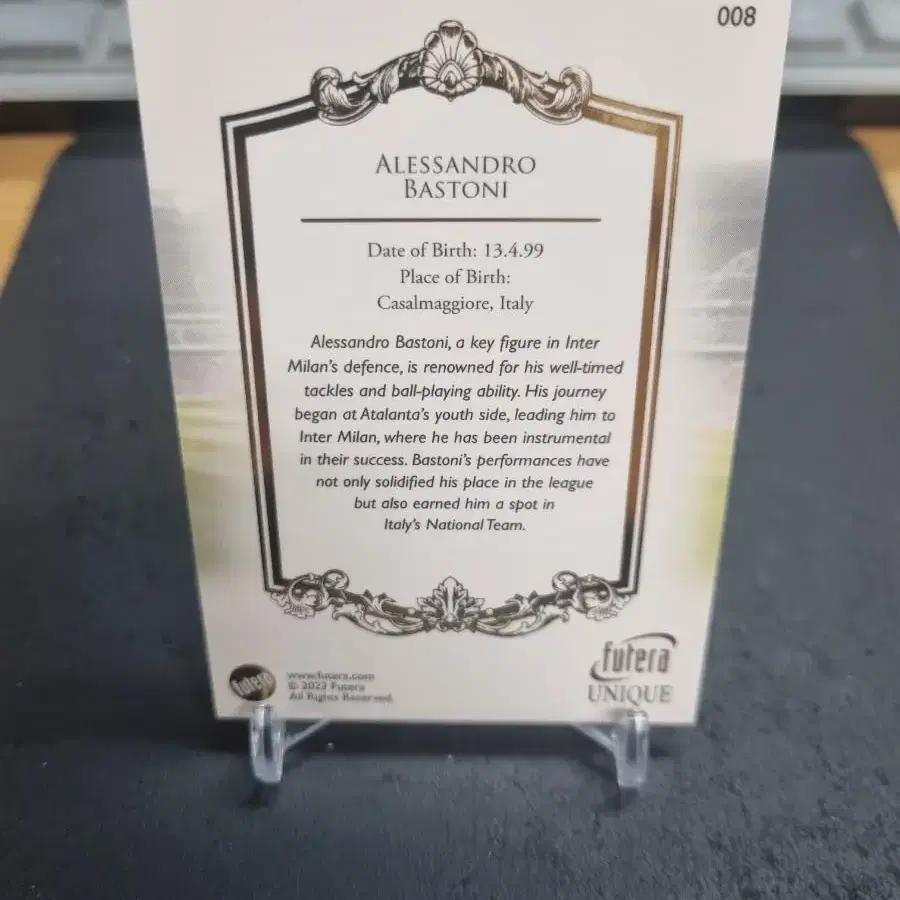 008
ALESSANDRO
BASTONI
Date of Birth: 13.4.99
Place of Birth:
Casalmaggiore, Italy
Alessandro Bastoni, a key figure in Inter
Milan's defence, is renowned for his well-timed
tackles and ball-playing ability. His journey
began at Atalanta's youth side, leading him to
Inter Milan, where he has been instrumental
in their success. Bastoni's performances have
not only solidified his place in the league
but also earned him a spot in
Italy's National Team.
futera
UNIQUE
futera
www.futera.com
© 2023 Futera
All Rights Reserved.